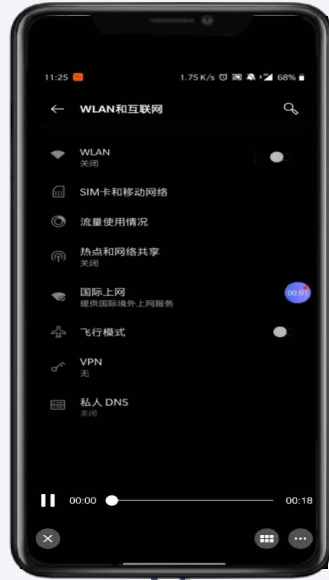 11:25 1.75 K/s 68%
WLAN和互联网
WLAN
关闭
SIM卡和移动网络
流量使用情况
热点和网络共享
关闭
国际上网
提供国际境外上网服务
00:01
飞行模式
VPN
无
私人 DNS
关闭
00:00 00:18